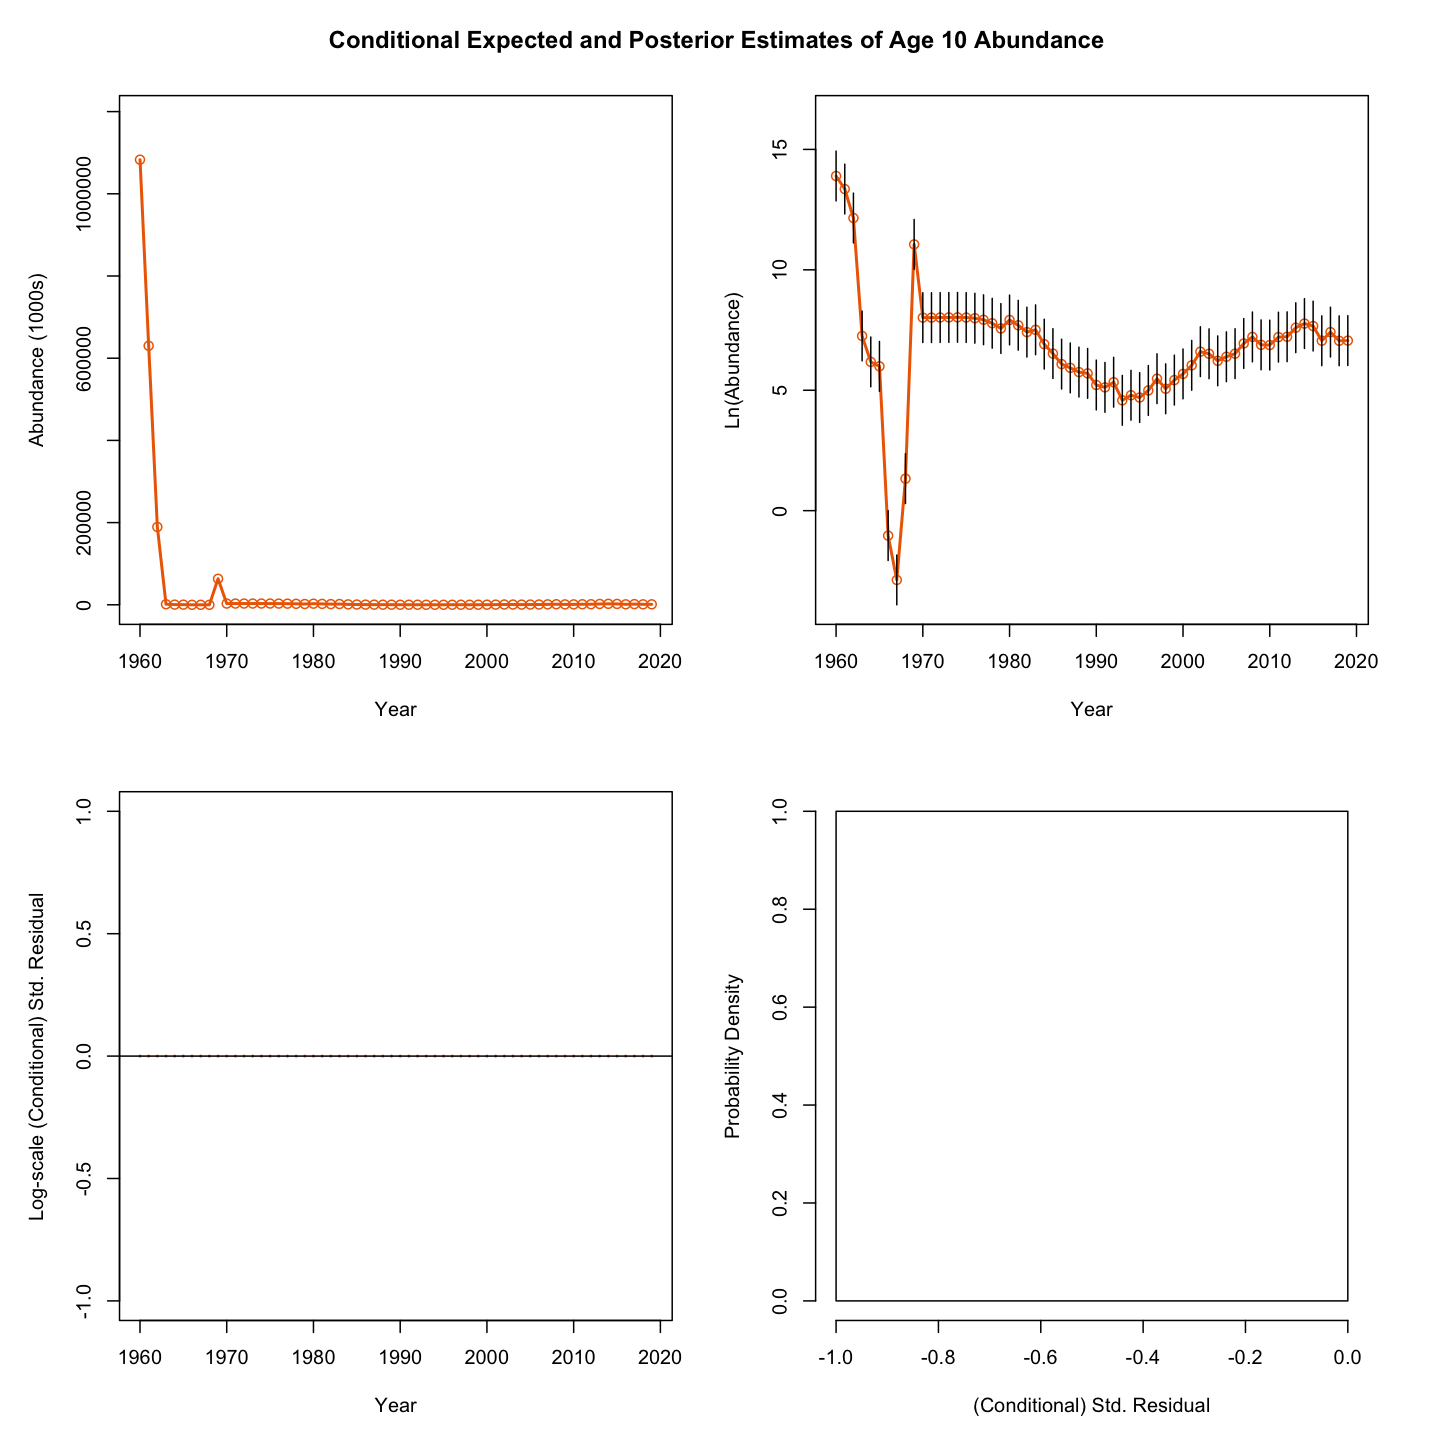 Conditional Expected and Posterior Estimates of Age 10 Abundance
Abundance (1000s)
0
200000
600000
1000000
1960 1970 1980 1990 2000 2010 2020
Year
Ln(Abundance)
0
5
10
15
1960 1970 1980 1990 2000 2010 2020
Year
Log-scale (Conditional) Std. Residual
-1.0
-0.5
0.0
0.5
1.0
1960 1970 1980 1990 2000 2010 2020
Year
Probability Density
0.0
0.2
0.4
0.6
0.8
1.0
-1.0 -0.8 -0.6 -0.4 -0.2 0.0
(Conditional) Std. Residual